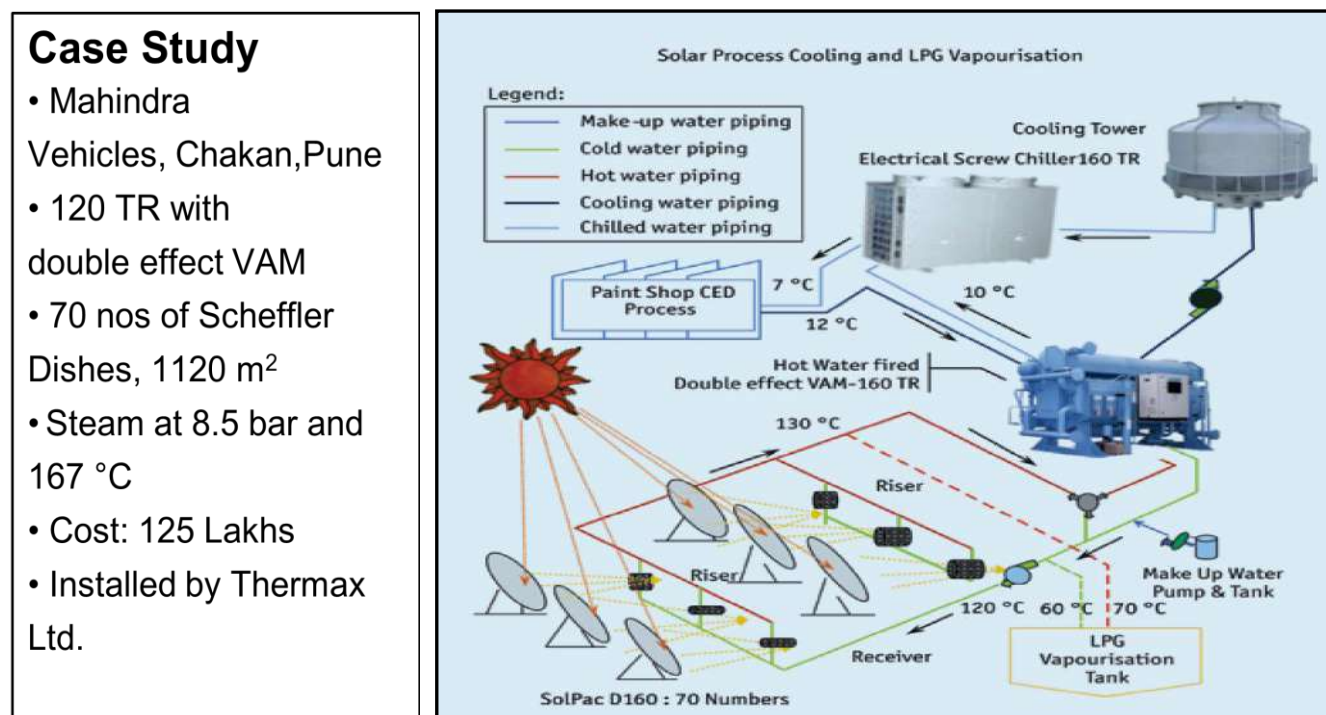 Case Study
• Mahindra
Vehicles, Chakan,Pune
• 120 TR with
double effect VAM
• 70 nos of Scheffler
Dishes, 1120 m²
• Steam at 8.5 bar and
167 °C
• Cost: 125 Lakhs
• Installed by Thermax
Ltd.
Solar Process Cooling and LPG Vapourisation
Legend:
Make-up water piping
Cold water piping
Hot water piping
Cooling water piping
Chilled water piping
Cooling Tower
Electrical Screw Chiller160 TR
Paint Shop CED
Process
7 °C
10 °C
12 °C
Hot Water fired
Double effect VAM-160 TR
130 °C
Riser
Riser
Make Up Water
Pump & Tank
120 °C
60 °C
70 °C
Receiver
LPG
Vapourisation
Tank
SolPac D160 : 70 Numbers